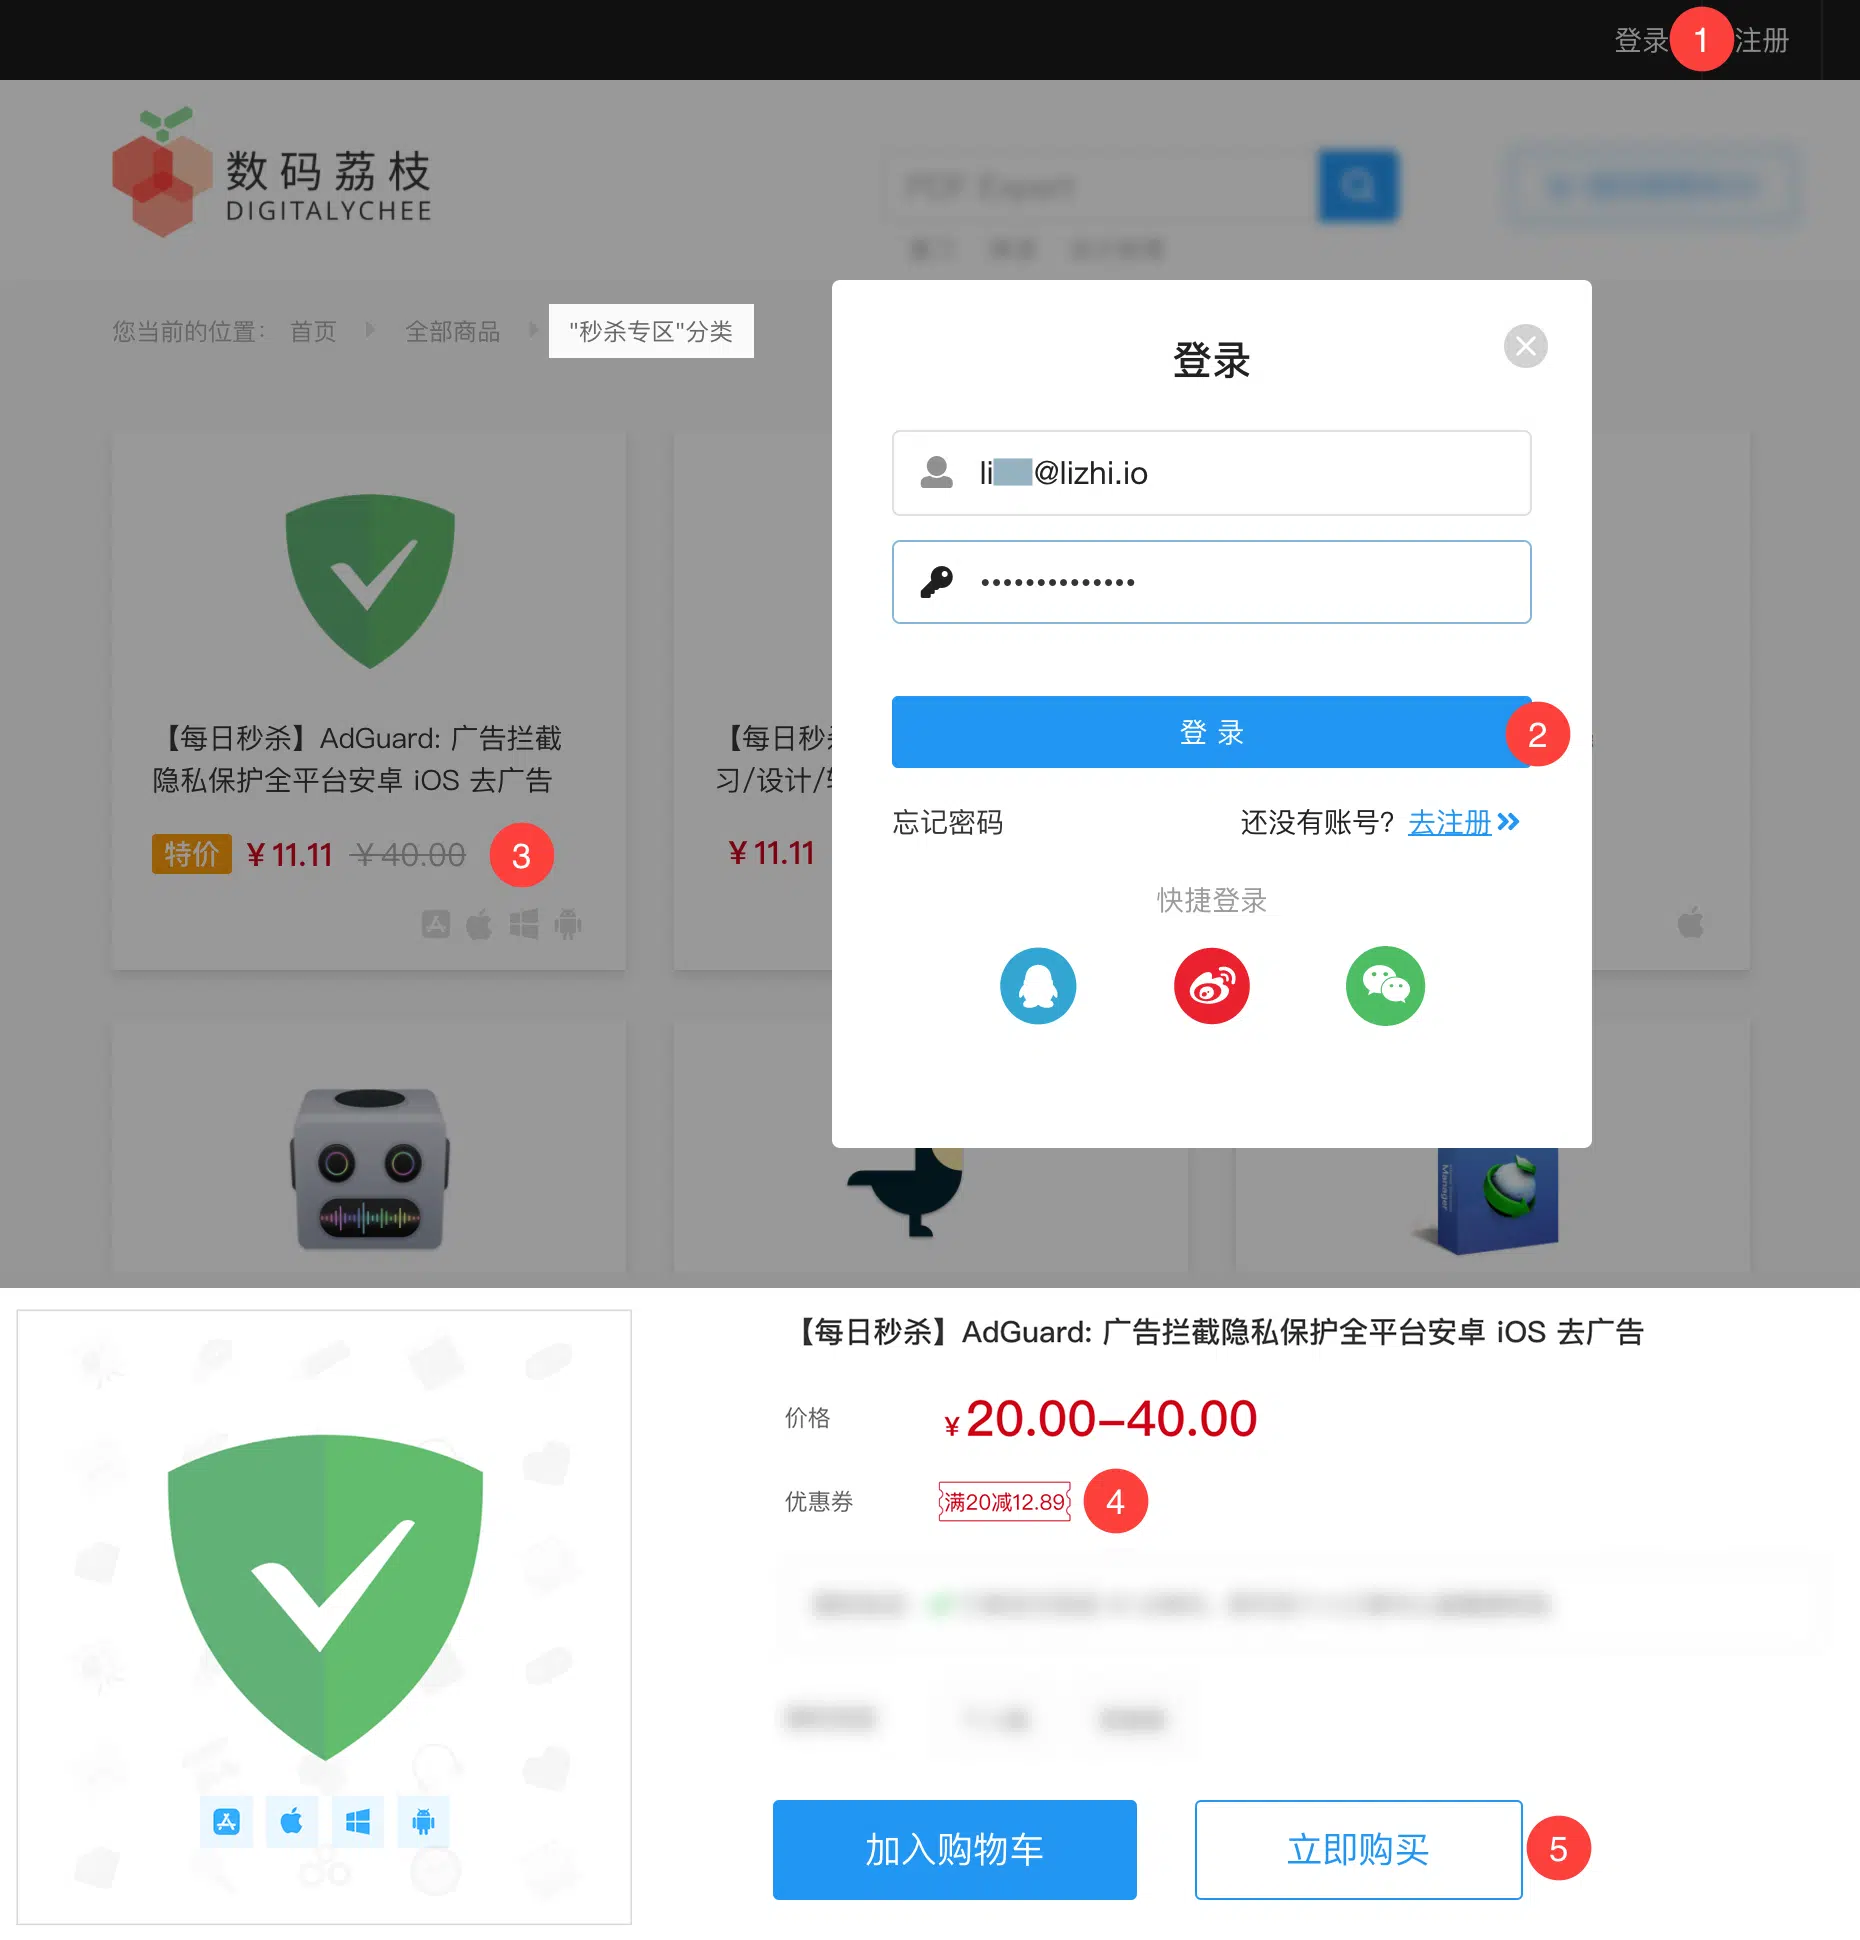 登录 1 注册
数码荔枝
DIGITALYCHEE
PDF Expert
您当前的位置： 首页 全部商品 "秒杀专区"分类
登录
li @lizhi.io
••••••••••••••
登 录 2
忘记密码 还没有账号？ 去注册
快捷登录
【每日秒杀】AdGuard: 广告拦截
隐私保护全平台安卓 iOS 去广告
特价 ¥ 11.11 ¥ 40.00 3
【每日秒
习/设计/
¥ 11.11
Manager
【每日秒杀】AdGuard: 广告拦截隐私保护全平台安卓 iOS 去广告
价格 ¥ 20.00–40.00
优惠券 满20减12.89 4
加入购物车 立即购买 5